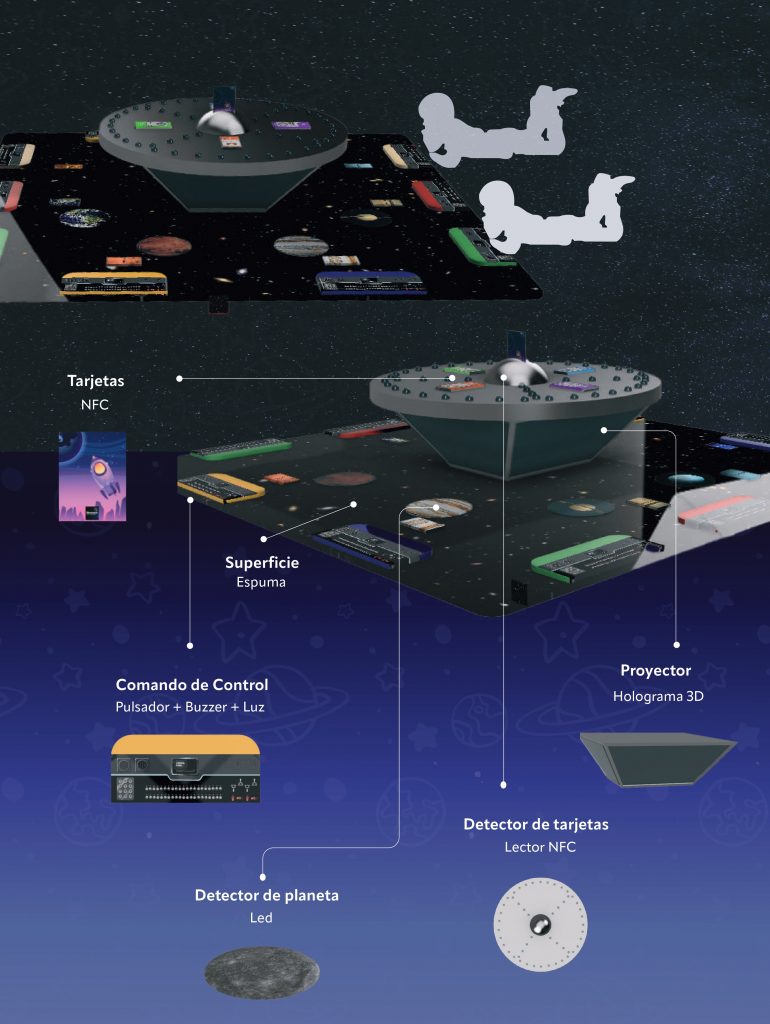 Tarjetas
NFC
Superficie
Espuma
Comando de Control
Pulsador + Buzzer + Luz
Proyector
Holograma 3D
Detector de tarjetas
Lector NFC
Detector de planeta
Led